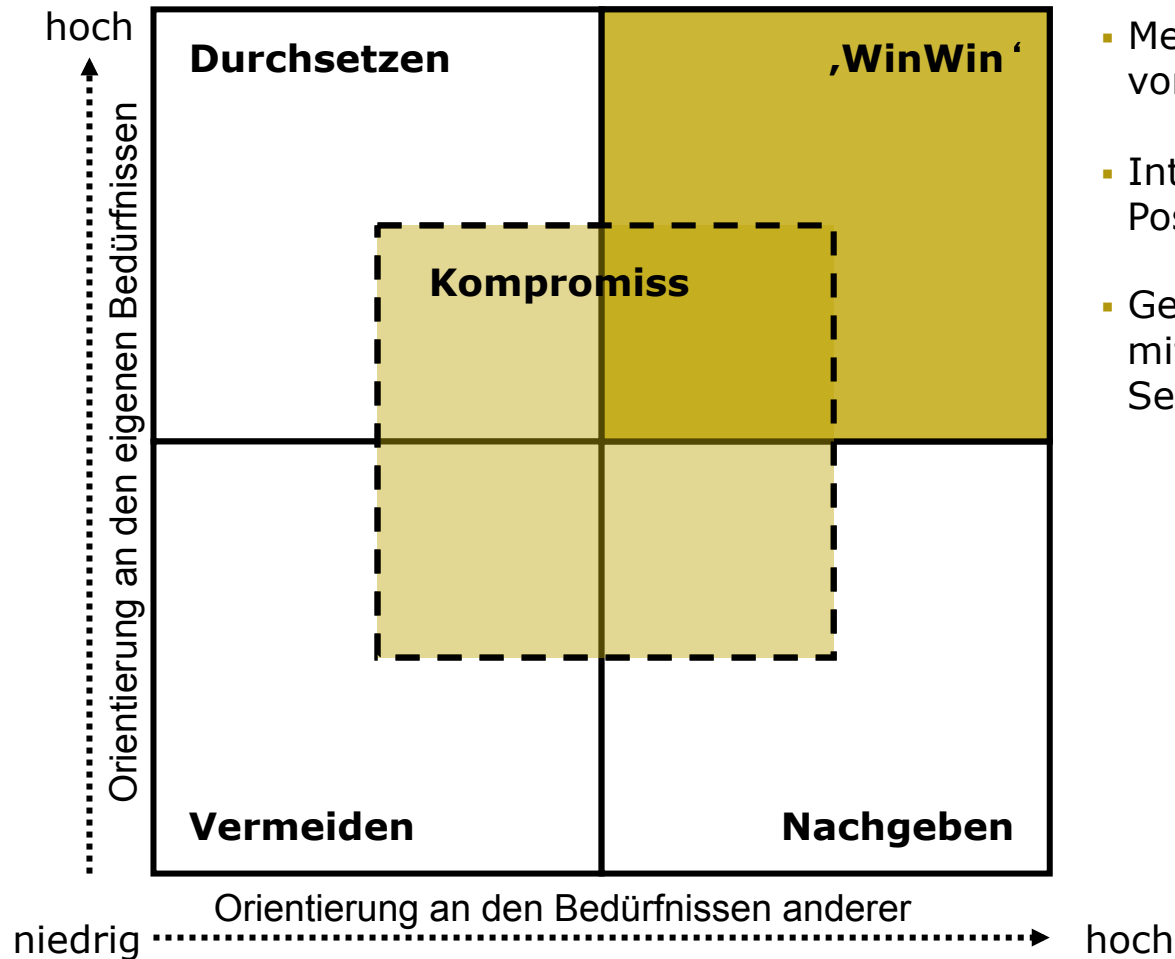 hoch
Durchsetzen
‚WinWin‘
Orientierung an den eigenen Bedürfnissen
Kompromiss
Vermeiden
Nachgeben
Orientierung an den Bedürfnissen anderer
niedrig
hoch